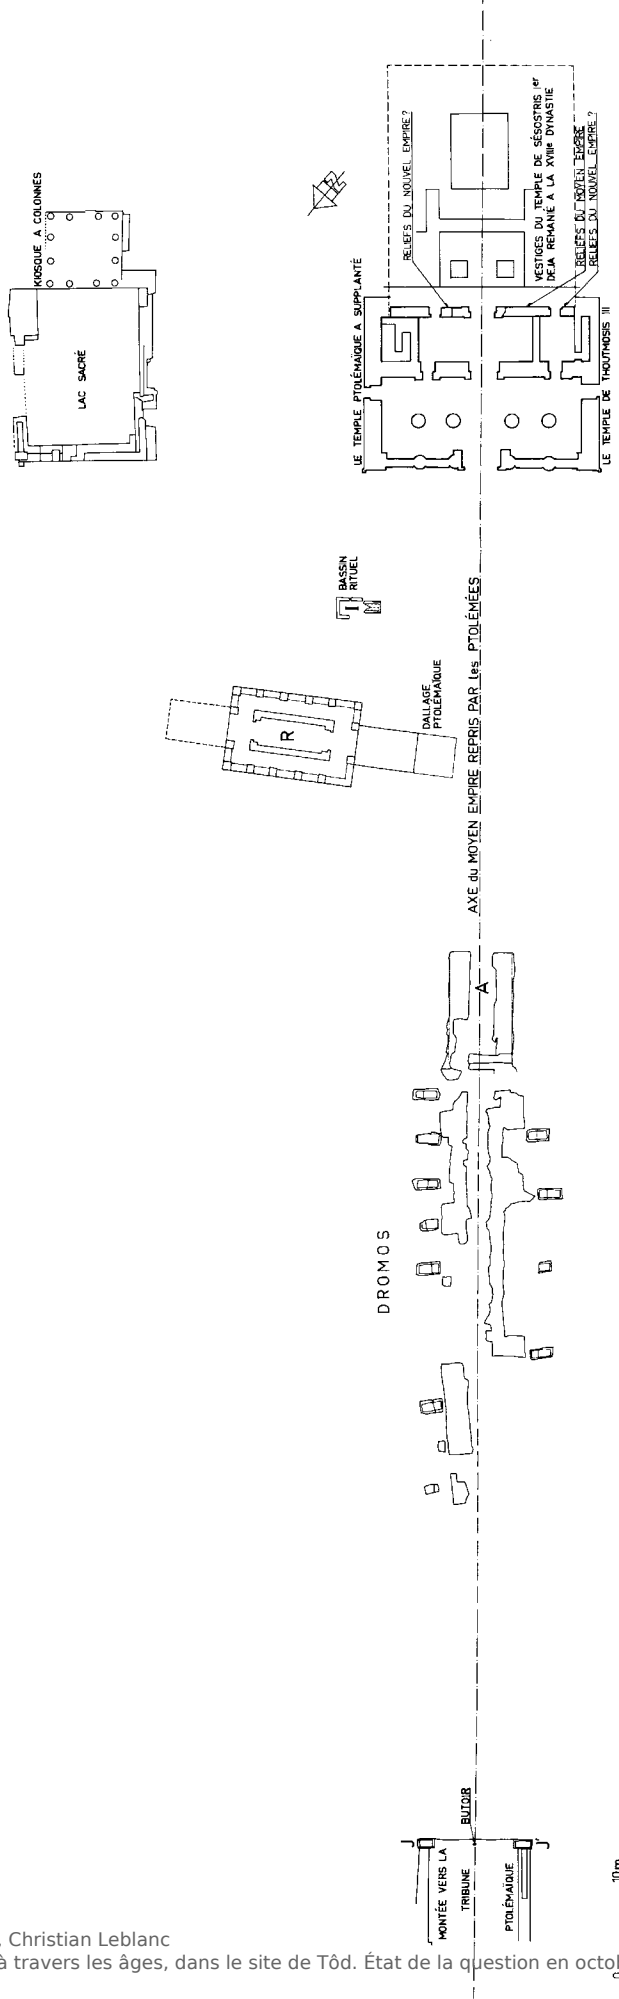 KIOSQUE A COLONNES
LAC SACRÉ
N
RELIEFS DU NOUVEL EMPIRE?
VESTIGES DU TEMPLE DE SÉSOSTRIS Ier
DEJA REMANIÉ A LA XVIIIe DYNASTIE
RELIEFS DU MOYEN EMPIRE
RELIEFS DU NOUVEL EMPIRE?
LE TEMPLE PTOLÉMAÏQUE A SUPPLANTÉ
LE TEMPLE DE THOUTMOSIS III
BASSIN
RITUEL
R
DALLAGE
PTOLÉMAÏQUE
AXE du MOYEN EMPIRE REPRIS PAR les PTOLÉMÉES
A
DROMOS
BUTOIR
J
J'
MONTÉE VERS LA
TRIBUNE
PTOLÉMAÏQUE
10m
0
, Christian Leblanc
à travers les âges, dans le site de Tôd. État de la question en octo